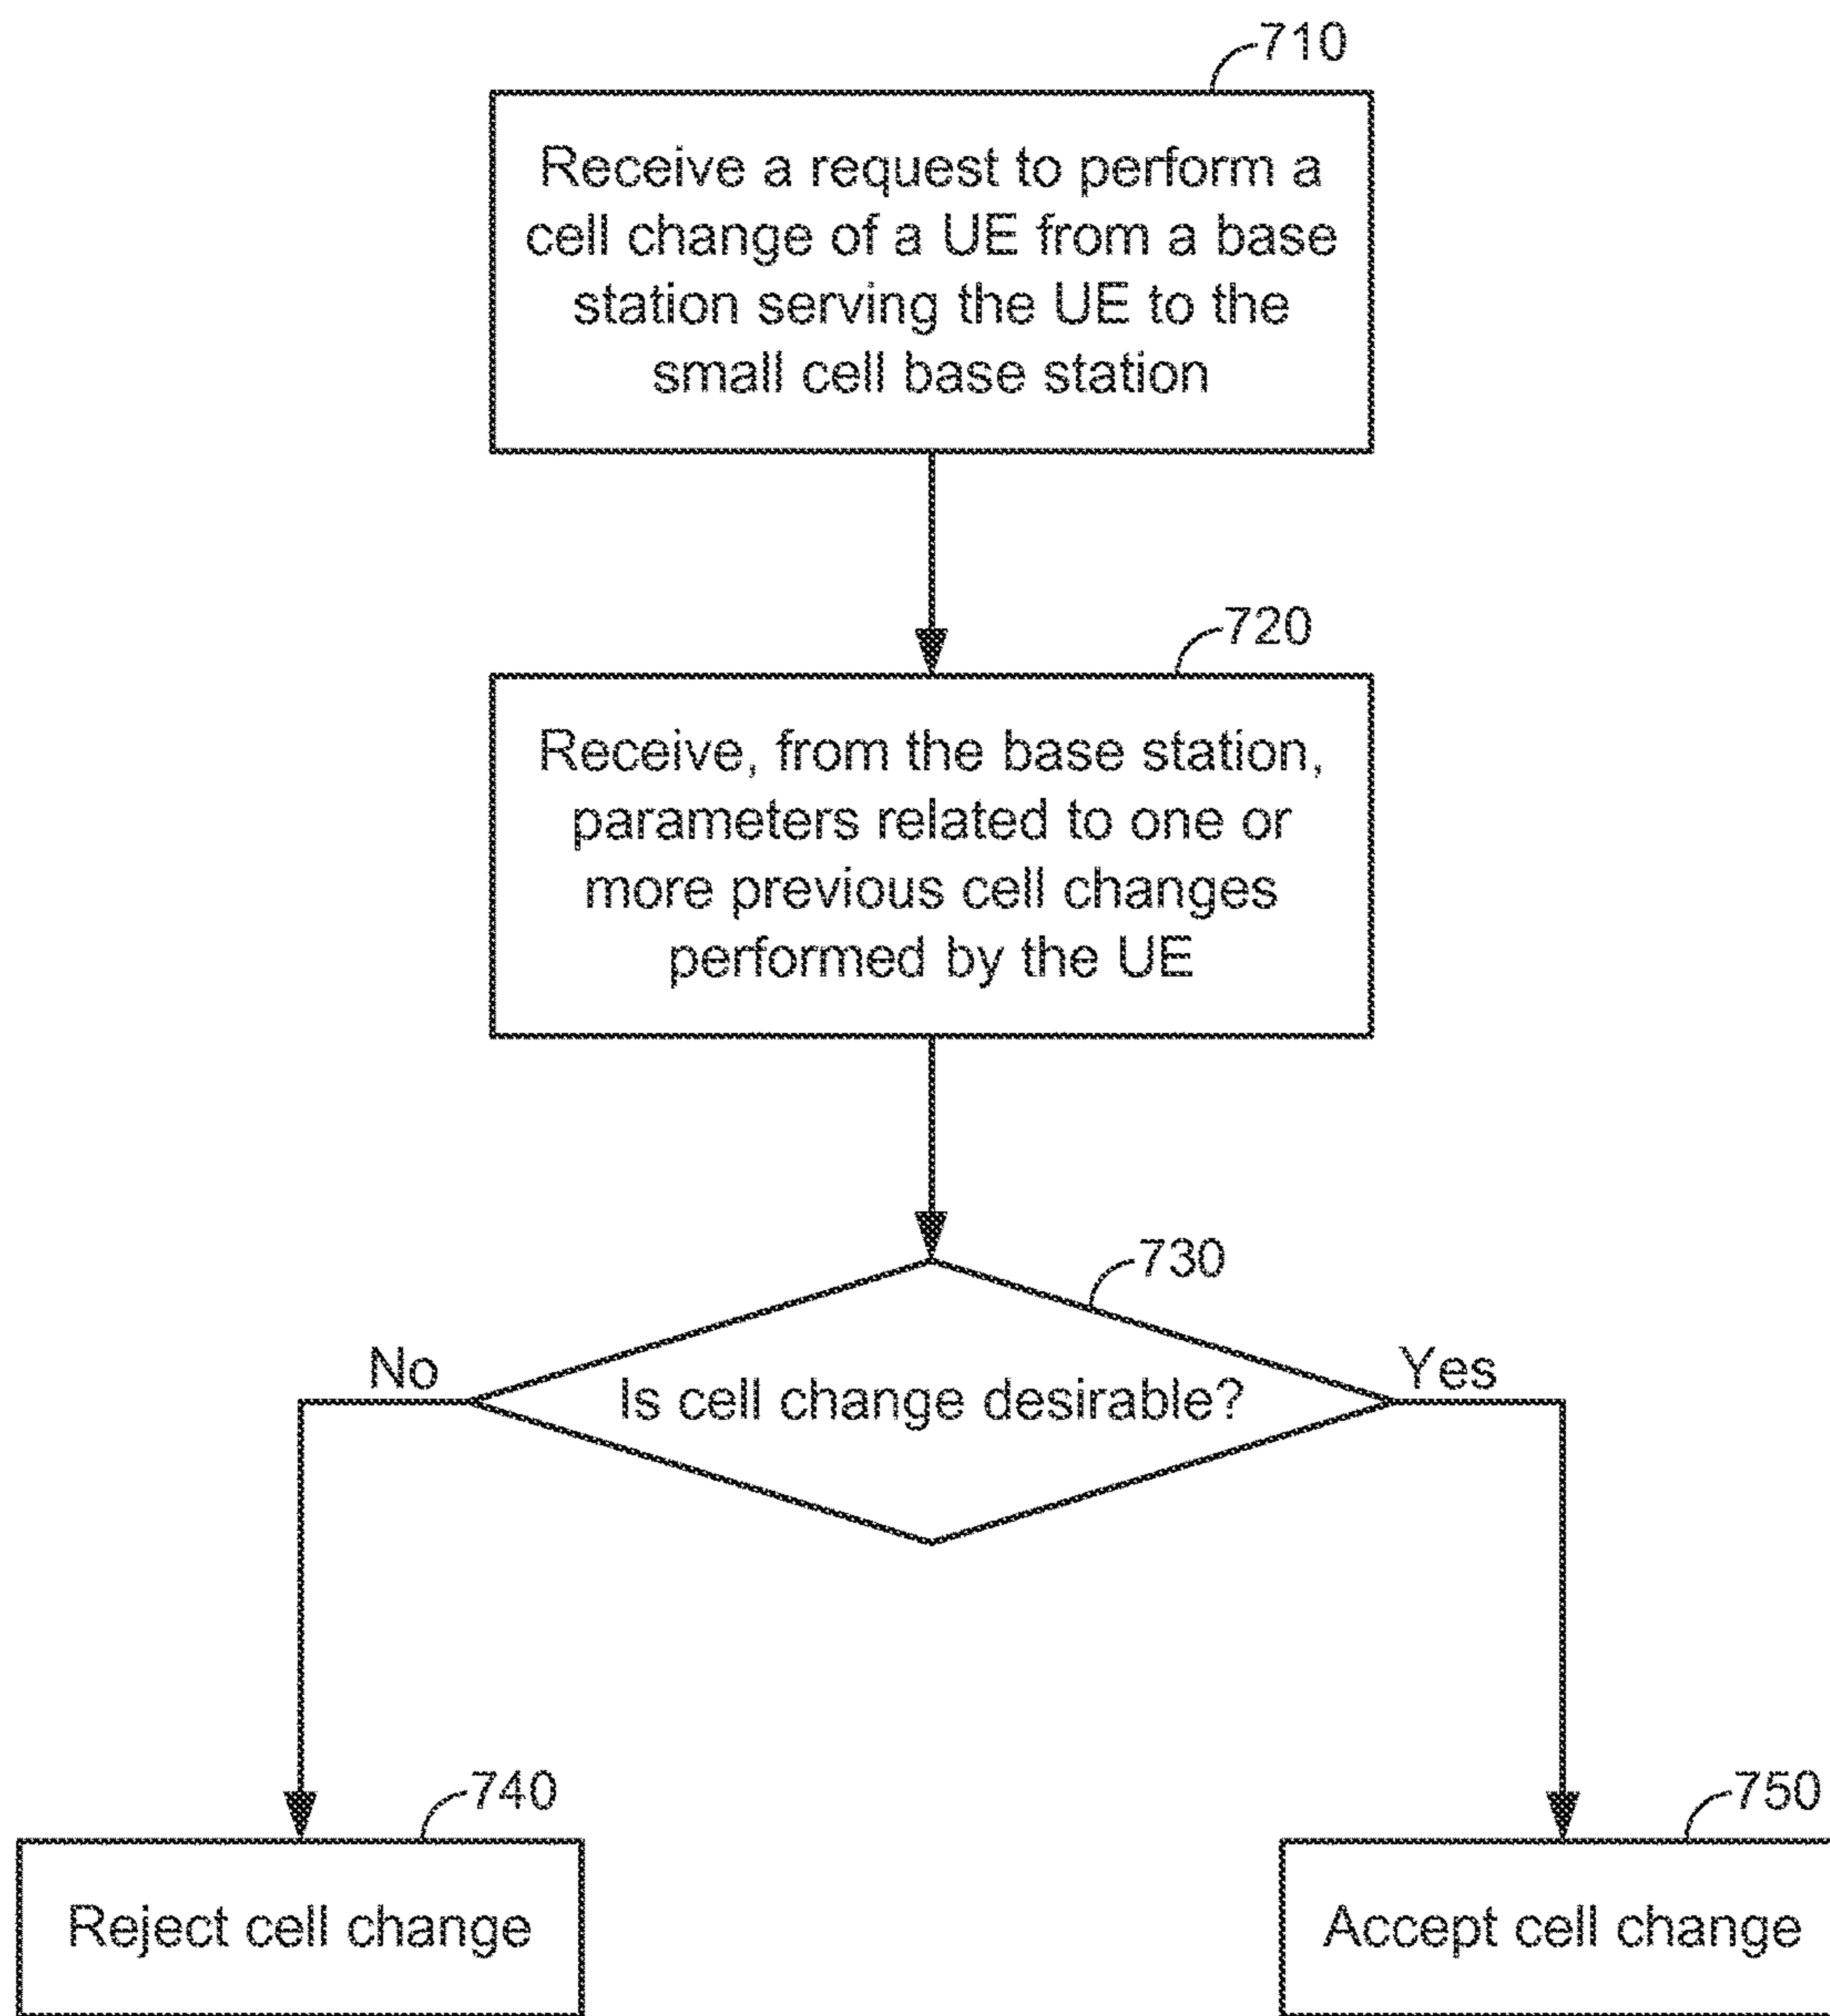 710
Receive a request to perform a
cell change of a UE from a base
station serving the UE to the
small cell base station
720
Receive, from the base station,
parameters related to one or
more previous cell changes
performed by the UE
730
No
Is cell change desirable?
Yes
740
Reject cell change
750
Accept cell change